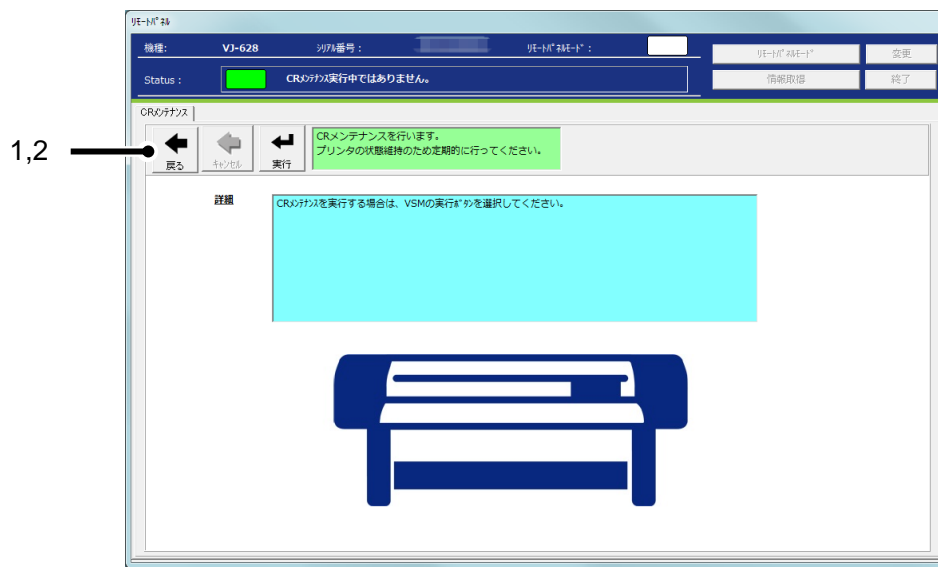 ﾘﾓｰﾄﾊﾟﾈﾙ
機種: VJ-628 ｼﾘｱﾙ番号： ﾘﾓｰﾄﾊﾟﾈﾙﾓｰﾄﾞ：
ﾘﾓｰﾄﾊﾟﾈﾙﾓｰﾄﾞ 変更
Status : CRﾒﾝﾃﾅﾝｽ実行中ではありません。
情報取得 終了
CRﾒﾝﾃﾅﾝｽ
1,2
戻る ｷｬﾝｾﾙ 実行
CRメンテナンスを行います。
プリンタの状態維持のため定期的に行ってください。
詳細
CRﾒﾝﾃﾅﾝｽを実行する場合は、VSMの実行ﾎﾞﾀﾝを選択してください。